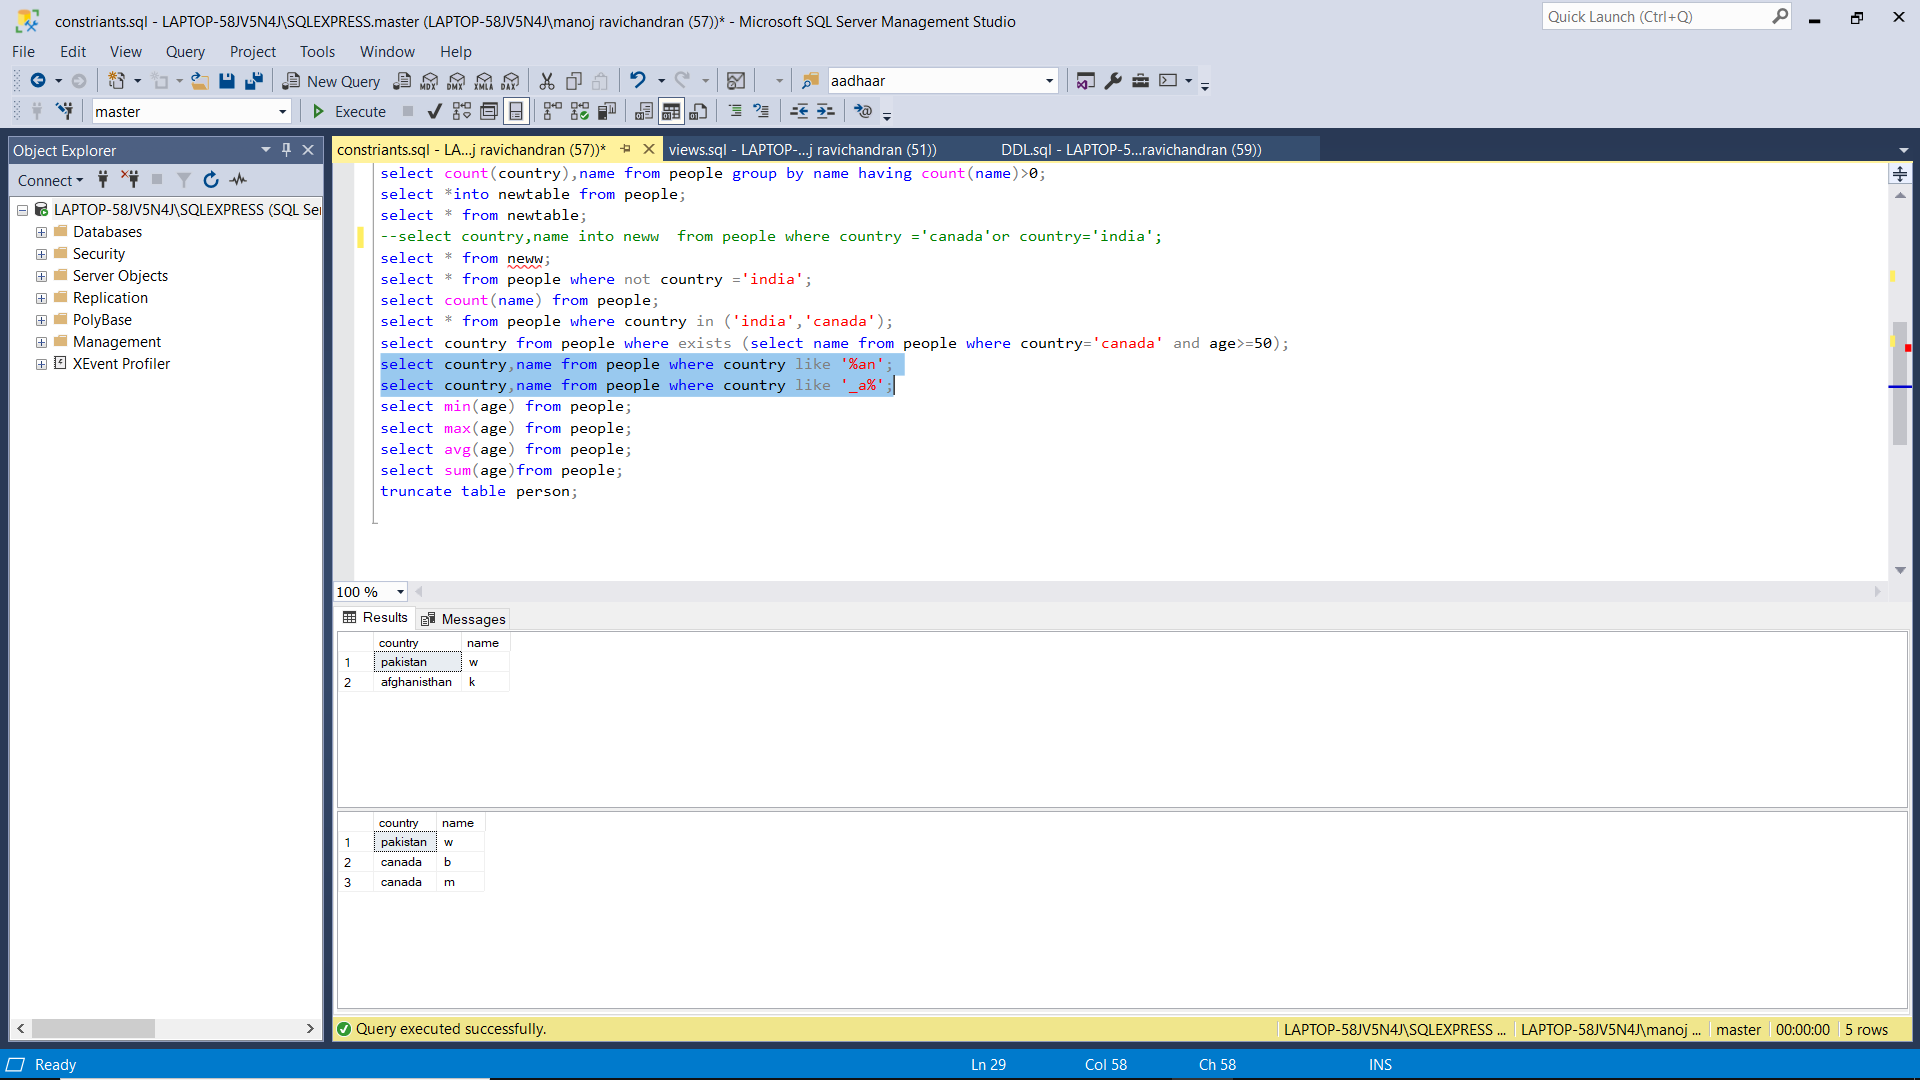 constriants.sql - LAPTOP-58JV5N4J\SQLEXPRESS.master (LAPTOP-58JV5N4J\manoj ravichandran (57))* - Microsoft SQL Server Management Studio
Quick Launch (Ctrl+Q)
File Edit View Query Project Tools Window Help
New Query MDX DMX XMLA DAX aadhaar
master Execute
Object Explorer
constriants.sql - LA...j ravichandran (57))* views.sql - LAPTOP-...j ravichandran (51)) DDL.sql - LAPTOP-5...ravichandran (59))
Connect
LAPTOP-58JV5N4J\SQLEXPRESS (SQL Se
Databases
Security
Server Objects
Replication
PolyBase
Management
XEvent Profiler
select count(country),name from people group by name having count(name)>0;
select *into newtable from people;
select * from newtable;
--select country,name into neww  from people where country ='canada'or country='india';
select * from neww;
select * from people where not country ='india';
select count(name) from people;
select * from people where country in ('india','canada');
select country from people where exists (select name from people where country='canada' and age>=50);
select country,name from people where country like '%an';
select country,name from people where country like '_a%';
select min(age) from people;
select max(age) from people;
select avg(age) from people;
select sum(age)from people;
truncate table person;
100 %
Results Messages
country name
1 pakistan w
2 afghanisthan k
country name
1 pakistan w
2 canada b
3 canada m
Query executed successfully. LAPTOP-58JV5N4J\SQLEXPRESS ... LAPTOP-58JV5N4J\manoj ... master 00:00:00 5 rows
Ready Ln 29 Col 58 Ch 58 INS